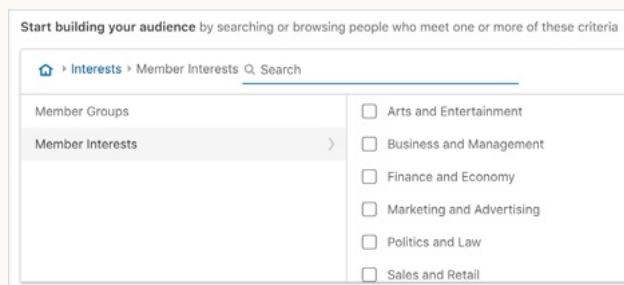 Start building your audience by searching or browsing people who meet one or more of these criteria
Interests Member Interests Search
Member Groups
Member Interests
Arts and Entertainment
Business and Management
Finance and Economy
Marketing and Advertising
Politics and Law
Sales and Retail